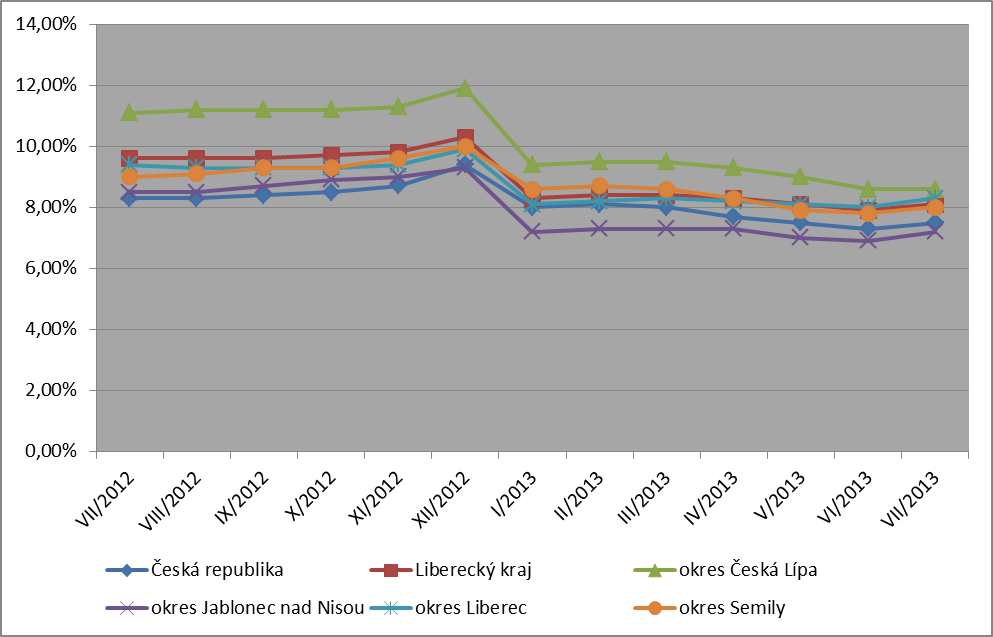 14,00%
12,00%
10,00%
8,00%
6,00%
4,00%
2,00%
0,00%
VII/2012 VIII/2012 IX/2012 X/2012 XI/2012 XII/2012 I/2013 II/2013 III/2013 IV/2013 V/2013 VI/2013 VII/2013
Česká republika Liberecký kraj okres Česká Lípa
okres Jablonec nad Nisou okres Liberec okres Semily